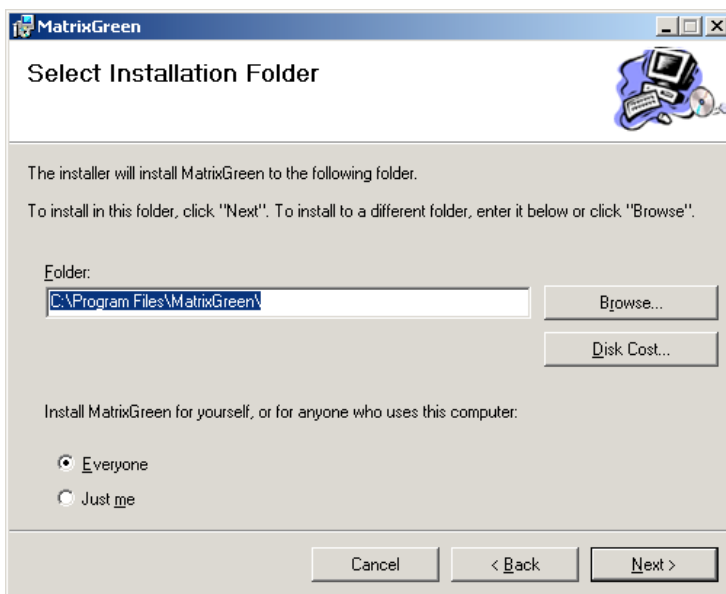 MatrixGreen
Select Installation Folder
The installer will install MatrixGreen to the following folder.
To install in this folder, click "Next". To install to a different folder, enter it below or click "Browse".
Folder:
C:\Program Files\MatrixGreen\
Browse...
Disk Cost...
Install MatrixGreen for yourself, or for anyone who uses this computer:
Everyone
Just me
Cancel
< Back
Next >